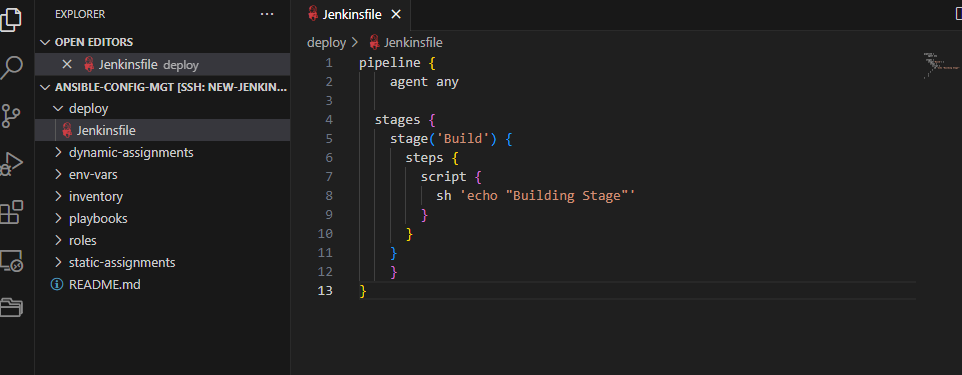 EXPLORER
OPEN EDITORS
Jenkinsfile deploy
ANSIBLE-CONFIG-MGT [SSH: NEW-JENKIN...
deploy
Jenkinsfile
dynamic-assignments
env-vars
inventory
playbooks
roles
static-assignments
README.md
Jenkinsfile
deploy > Jenkinsfile
1 pipeline {
2     agent any
3
4   stages {
5     stage('Build') {
6       steps {
7         script {
8           sh 'echo "Building Stage"'
9         }
10       }
11     }
12     }
13 }